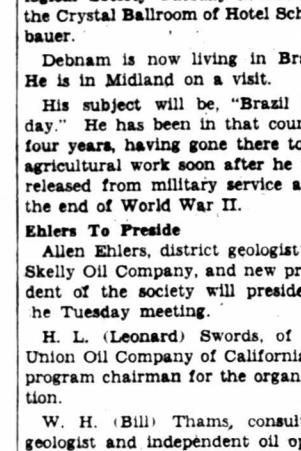 the Crystal Ballroom of Hotel Sch
bauer.
Debnam is now living in Bra
He is in Midland on a visit.
His subject will be, "Brazil
day." He has been in that coun
four years, having gone there to
agricultural work soon after he
released from military service a
the end of World War II.
Ehlers To Preside
Allen Ehlers, district geologist
Skelly Oil Company, and new pr
dent of the society will preside
he Tuesday meeting.
H. L. (Leonard) Swords, of
Union Oil Company of California
program chairman for the organ
tion.
W. H. (Bill) Thams, consul
geologist and independent oil op